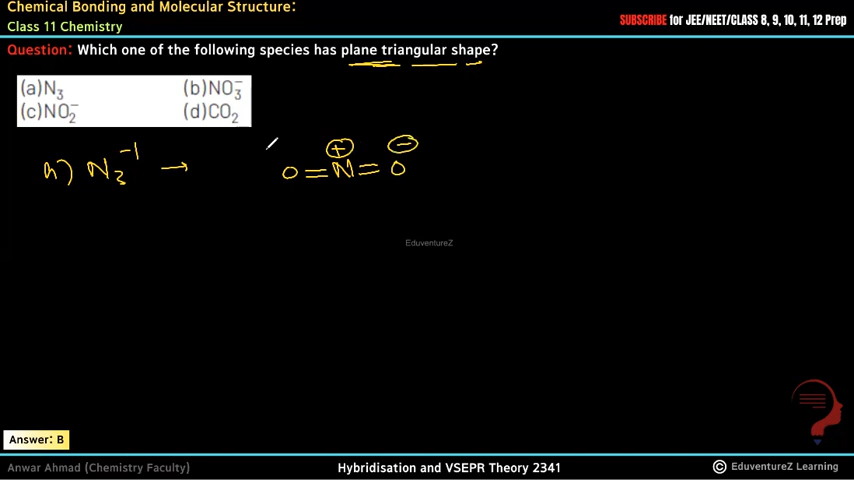 Chemical Bonding and Molecular Structure:
Class 11 Chemistry
SUBSCRIBE for JEE/NEET/CLASS 8, 9, 10, 11, 12 Prep
Question: Which one of the following species has plane triangular shape?
(a) N₃ (b) NO₃⁻
(c) NO₂⁻ (d) CO₂
N₃⁻¹ → O = N = O
+ −
EduventureZ
Answer: B
Anwar Ahmad (Chemistry Faculty)
Hybridisation and VSEPR Theory 2341
© EduventureZ Learning